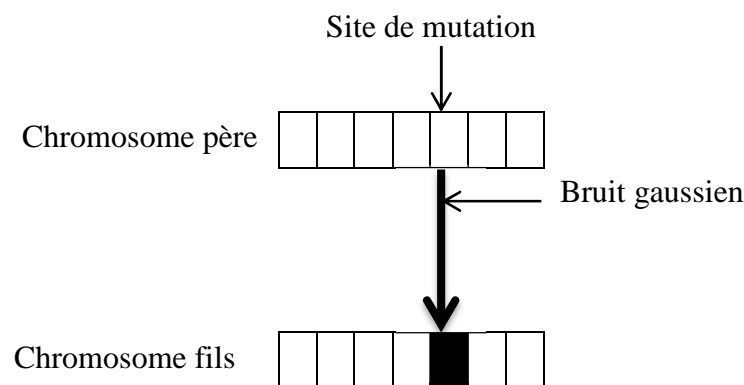 Site de mutation
Chromosome père
Bruit gaussien
Chromosome fils